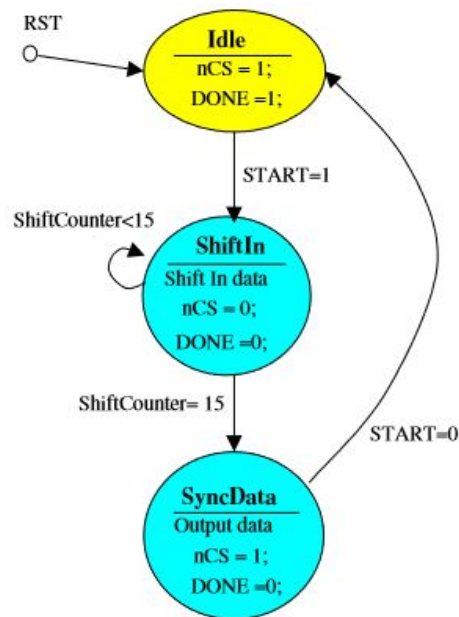 RST
Idle
nCS = 1;
DONE =1;
START=1
ShiftCounter<15
ShiftIn
Shift In data
nCS = 0;
DONE =0;
ShiftCounter= 15
START=0
SyncData
Output data
nCS = 1;
DONE =0;